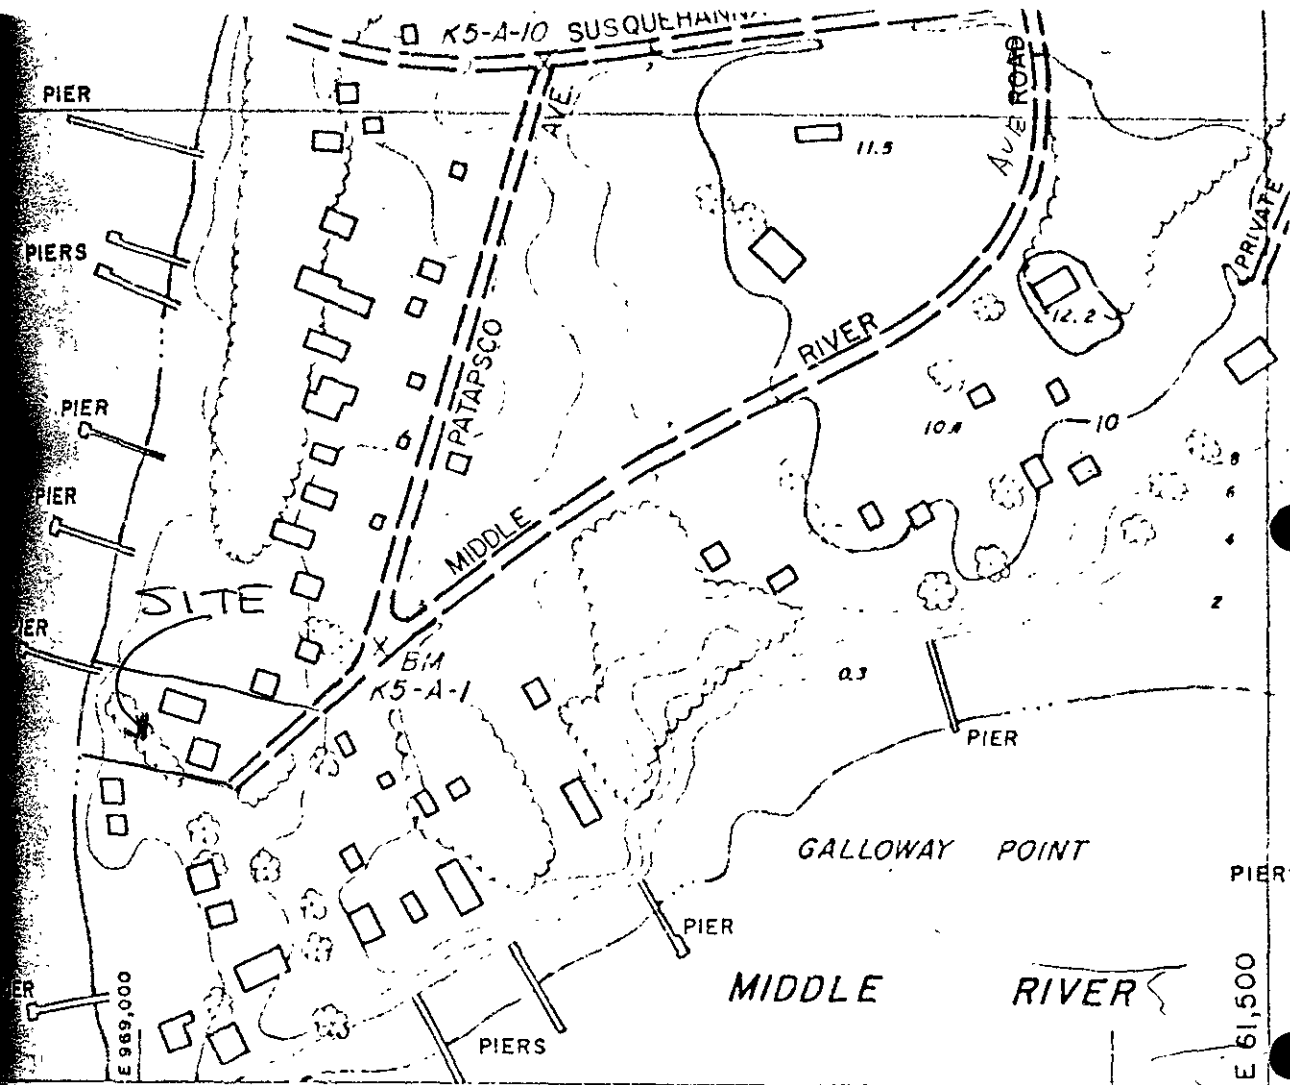 K5-A-10 SUSQUEHANNA
PIER
AVE
AVE ROAD
11.5
PIERS
PRIVATE
12.2
RIVER
PATAPSCO
PIER
6
10.4
10
8
PIER
6
MIDDLE
4
SITE
2
BM
K5-A-1
0.3
PIER
GALLOWAY POINT
PIER
PIER
MIDDLE RIVER
E 969,000
E 61,500
PIERS